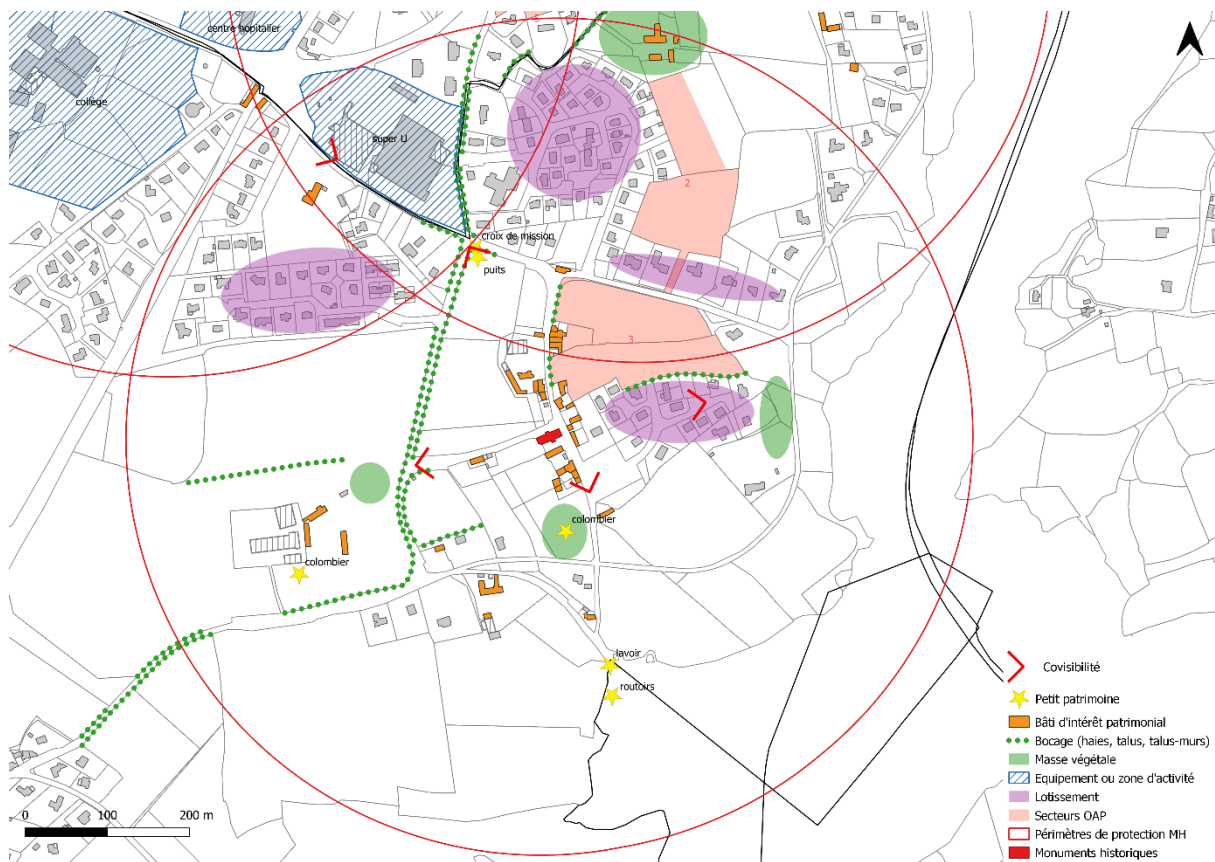 centre hopitalier
5
collège
super U
2
croix de mission
puits
3
colombier
colombier
lavoir
routoirs
Covisibilité
Petit patrimoine
Bâti d'intérêt patrimonial
Bocage (haies, talus, talus-murs)
Masse végétale
Equipement ou zone d'activité
Lotissement
Secteurs OAP
Périmètres de protection MH
Monuments historiques
0 100 200 m